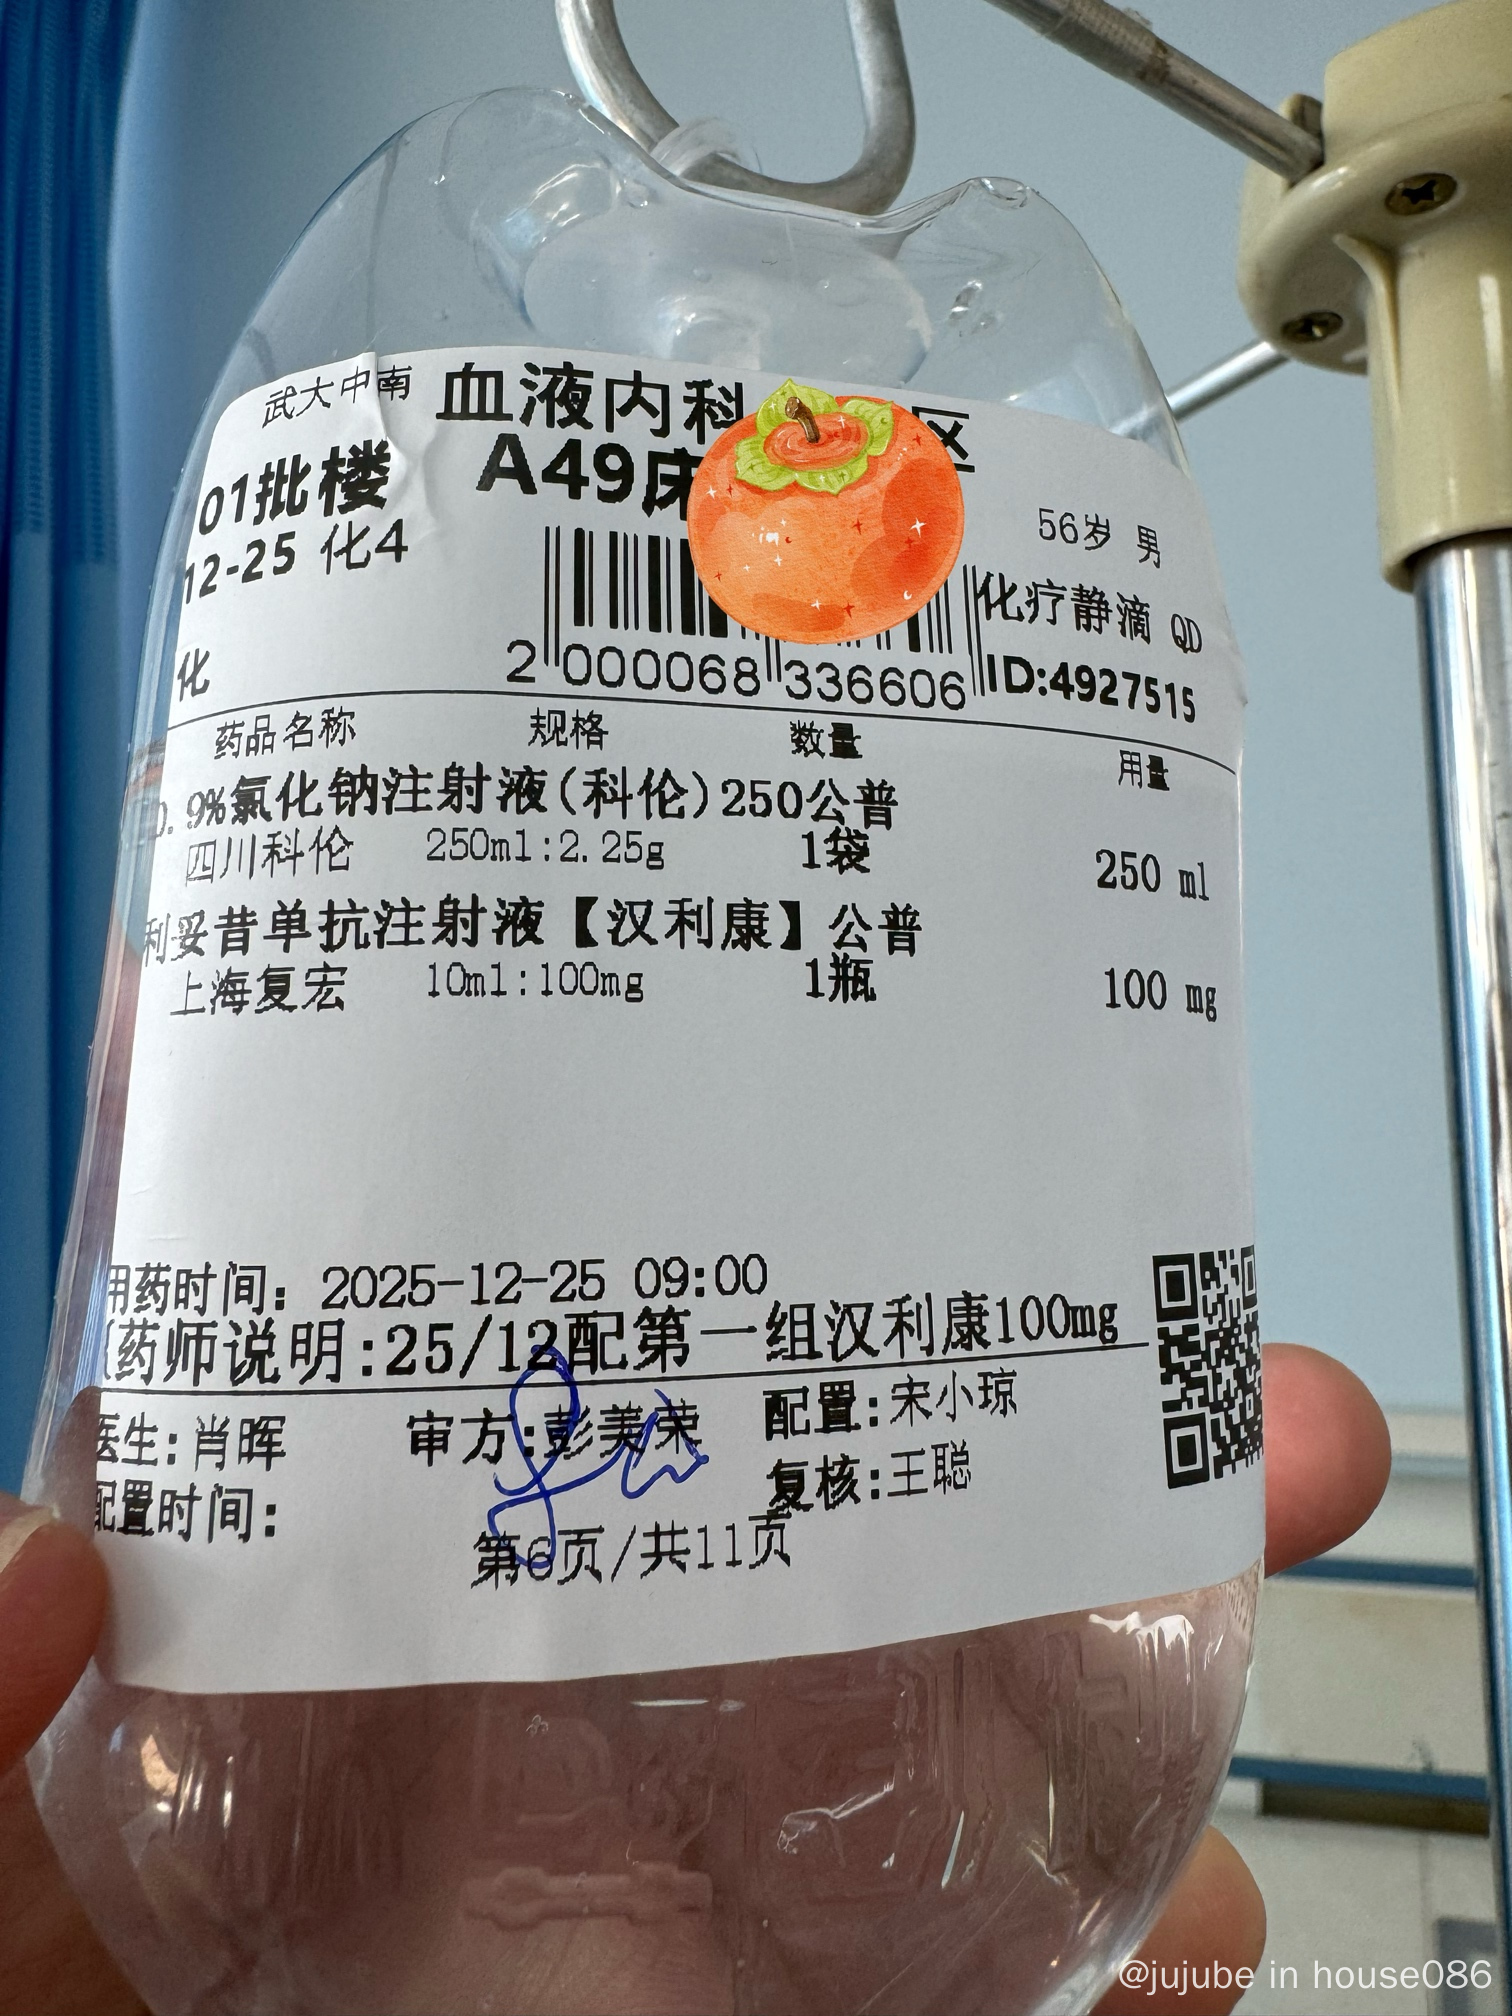 武大中南 血液内科 区
01批楼 A49床
12-25 化4 56岁 男
化疗静滴 QD
化 2 000068 336606 ID:4927515
药品名称 规格 数量 用量
0.9%氯化钠注射液(科伦)250公普
四川科伦 250ml:2.25g 1袋 250 ml
利妥昔单抗注射液【汉利康】公普
上海复宏 10ml:100mg 1瓶 100 mg
用药时间: 2025-12-25 09:00
(药师说明:25/12配第一组汉利康100mg
医生:肖晖 审方:彭美荣 配置:宋小琼
配置时间: 复核:王聪
第6页/共11页
@jujube in house086